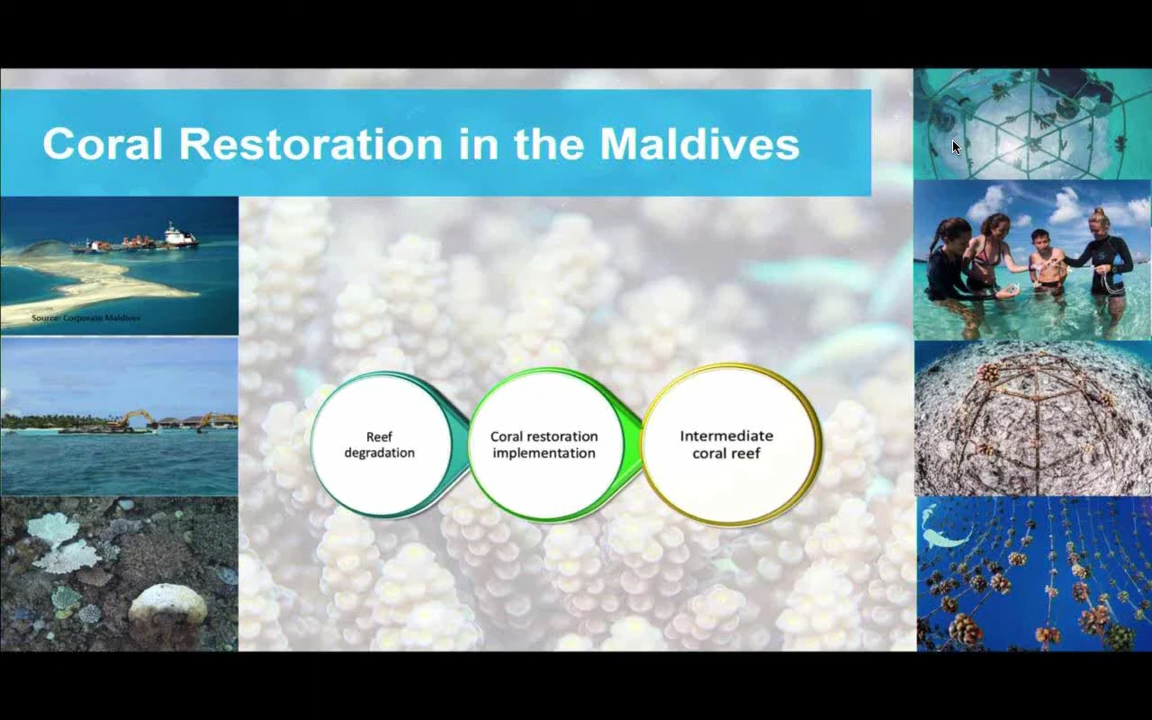 Coral Restoration in the Maldives
Source: Corporate Maldives
Reef
degradation
Coral restoration
implementation
Intermediate
coral reef